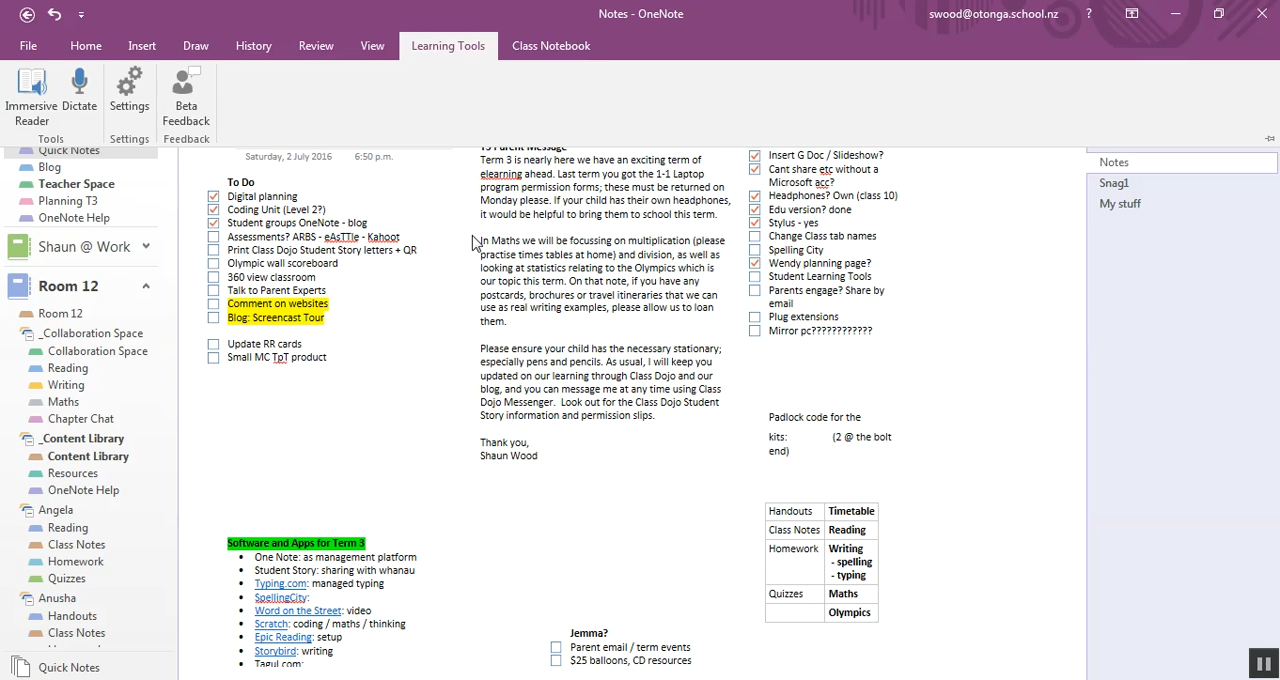 Notes - OneNote
swood@otonga.school.nz
?
File
Home
Insert
Draw
History
Review
View
Learning Tools
Class Notebook
Immersive Reader
Dictate
Settings
Beta Feedback
Tools
Settings
Feedback
Quick Notes
Blog
Teacher Space
Planning T3
OneNote Help
Shaun @ Work
Room 12
Room 12
_Collaboration Space
Collaboration Space
Reading
Writing
Maths
Chapter Chat
_Content Library
Content Library
Resources
OneNote Help
Angela
Reading
Class Notes
Homework
Quizzes
Anusha
Handouts
Class Notes
Quick Notes
Saturday, 2 July 2016 6:50 p.m.
To Do
Digital planning
Coding Unit (Level 2?)
Student groups OneNote - blog
Assessments? ARBS - eAsTTle - Kahoot
Print Class Dojo Student Story letters + QR
Olympic wall scoreboard
360 view classroom
Talk to Parent Experts
Comment on websites
Blog: Screencast Tour
Update RR cards
Small MC TpT product
Software and Apps for Term 3
• One Note: as management platform
• Student Story: sharing with whanau
• Typing.com: managed typing
• SpellingCity:
• Word on the Street: video
• Scratch: coding / maths / thinking
• Epic Reading: setup
• Storybird: writing
• Tagul.com:
T3 Parent Message
Term 3 is nearly here we have an exciting term of
elearning ahead. Last term you got the 1-1 Laptop
program permission forms; these must be returned on
Monday please. If your child has their own headphones,
it would be helpful to bring them to school this term.
In Maths we will be focussing on multiplication (please
practise times tables at home) and division, as well as
looking at statistics relating to the Olympics which is
our topic this term. On that note, if you have any
postcards, brochures or travel itineraries that we can
use as real writing examples, please allow us to loan
them.
Please ensure your child has the necessary stationary;
especially pens and pencils. As usual, I will keep you
updated on our learning through Class Dojo and our
blog, and you can message me at any time using Class
Dojo Messenger. Look out for the Class Dojo Student
Story information and permission slips.
Thank you,
Shaun Wood
Jemma?
Parent email / term events
$25 balloons, CD resources
Insert G Doc / Slideshow?
Cant share etc without a
Microsoft acc?
Headphones? Own (class 10)
Edu version? done
Stylus - yes
Change Class tab names
Spelling City
Wendy planning page?
Student Learning Tools
Parents engage? Share by
email
Plug extensions
Mirror pc????????????
Padlock code for the
kits: (2 @ the bolt
end)
Handouts Timetable
Class Notes Reading
Homework Writing
- spelling
- typing
Quizzes Maths
Olympics
Notes
Snag1
My stuff